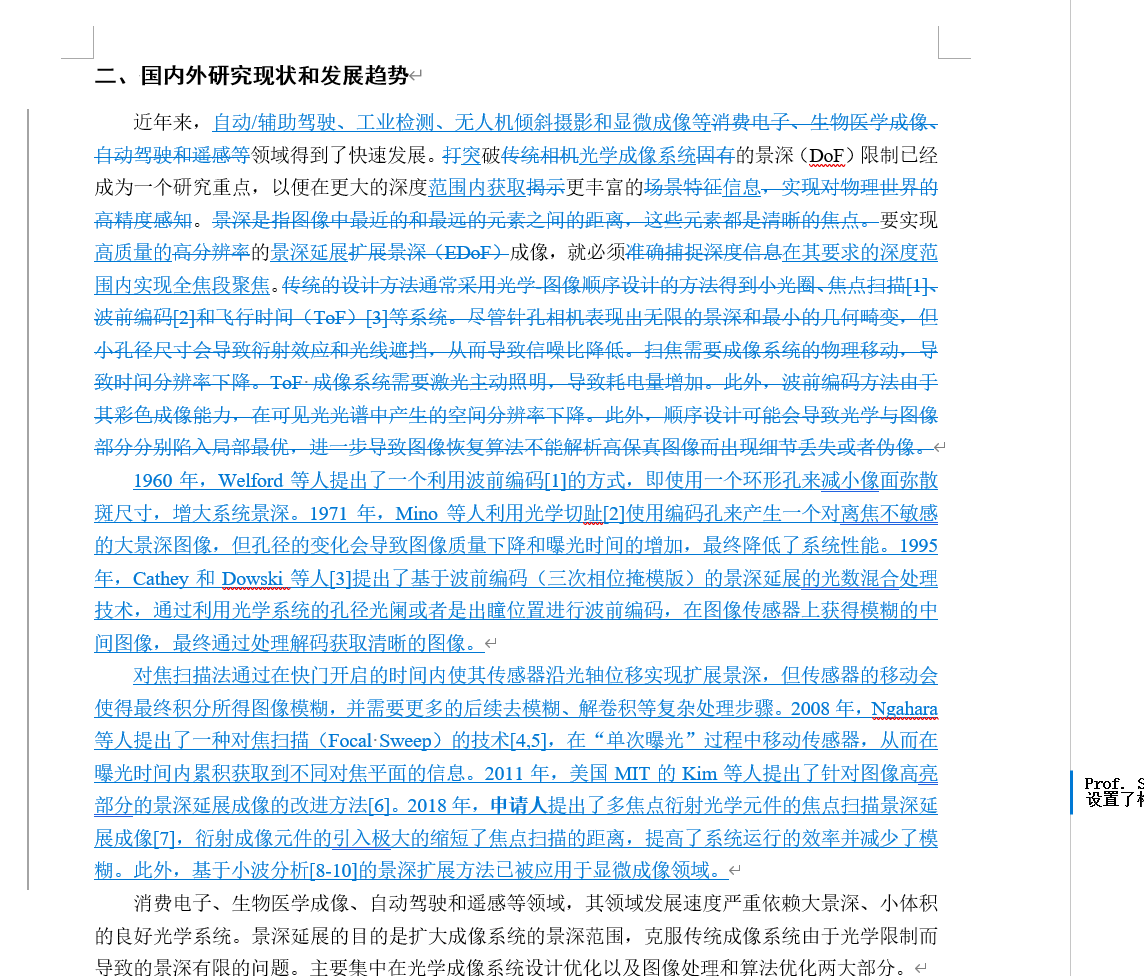 二、国内外研究现状和发展趋势
近年来，自动/辅助驾驶、工业检测、无人机倾斜摄影和显微成像等消费电子、生物医学成像、
自动驾驶和遥感等领域得到了快速发展。打突破传统相机光学成像系统固有的景深（DoF）限制已经
成为一个研究重点，以便在更大的深度范围内获取揭示更丰富的场景特征信息，实现对物理世界的
高精度感知。景深是指图像中最近的和最远的元素之间的距离，这些元素都是清晰的焦点。要实现
高质量的高分辨率的景深延展扩展景深（EDoF）成像，就必须准确捕捉深度信息在其要求的深度范
围内实现全焦段聚焦。传统的设计方法通常采用光学-图像顺序设计的方法得到小光圈、焦点扫描[1]、
波前编码[2]和飞行时间（ToF）[3]等系统。尽管针孔相机表现出无限的景深和最小的几何畸变，但
小孔径尺寸会导致衍射效应和光线遮挡，从而导致信噪比降低。扫焦需要成像系统的物理移动，导
致时间分辨率下降。ToF·成像系统需要激光主动照明，导致耗电量增加。此外，波前编码方法由于
其彩色成像能力，在可见光光谱中产生的空间分辨率下降。此外，顺序设计可能会导致光学与图像
部分分别陷入局部最优，进一步导致图像恢复算法不能解析高保真图像而出现细节丢失或者伪像。
1960 年，Welford 等人提出了一个利用波前编码[1]的方式，即使用一个环形孔来减小像面弥散
斑尺寸，增大系统景深。1971 年，Mino 等人利用光学切趾[2]使用编码孔来产生一个对离焦不敏感
的大景深图像，但孔径的变化会导致图像质量下降和曝光时间的增加，最终降低了系统性能。1995
年，Cathey 和 Dowski 等人[3]提出了基于波前编码（三次相位掩模版）的景深延展的光数混合处理
技术，通过利用光学系统的孔径光阑或者是出瞳位置进行波前编码，在图像传感器上获得模糊的中
间图像，最终通过处理解码获取清晰的图像。
对焦扫描法通过在快门开启的时间内使其传感器沿光轴位移实现扩展景深，但传感器的移动会
使得最终积分所得图像模糊，并需要更多的后续去模糊、解卷积等复杂处理步骤。2008 年，Ngahara
等人提出了一种对焦扫描（Focal·Sweep）的技术[4,5]，在“单次曝光”过程中移动传感器，从而在
曝光时间内累积获取到不同对焦平面的信息。2011 年，美国 MIT 的 Kim 等人提出了针对图像高亮
部分的景深延展成像的改进方法[6]。2018 年，申请人提出了多焦点衍射光学元件的焦点扫描景深延
展成像[7]，衍射成像元件的引入极大的缩短了焦点扫描的距离，提高了系统运行的效率并减少了模
糊。此外，基于小波分析[8-10]的景深扩展方法已被应用于显微成像领域。
消费电子、生物医学成像、自动驾驶和遥感等领域，其领域发展速度严重依赖大景深、小体积
的良好光学系统。景深延展的目的是扩大成像系统的景深范围，克服传统成像系统由于光学限制而
导致的景深有限的问题。主要集中在光学成像系统设计优化以及图像处理和算法优化两大部分。
Prof. S
设置了